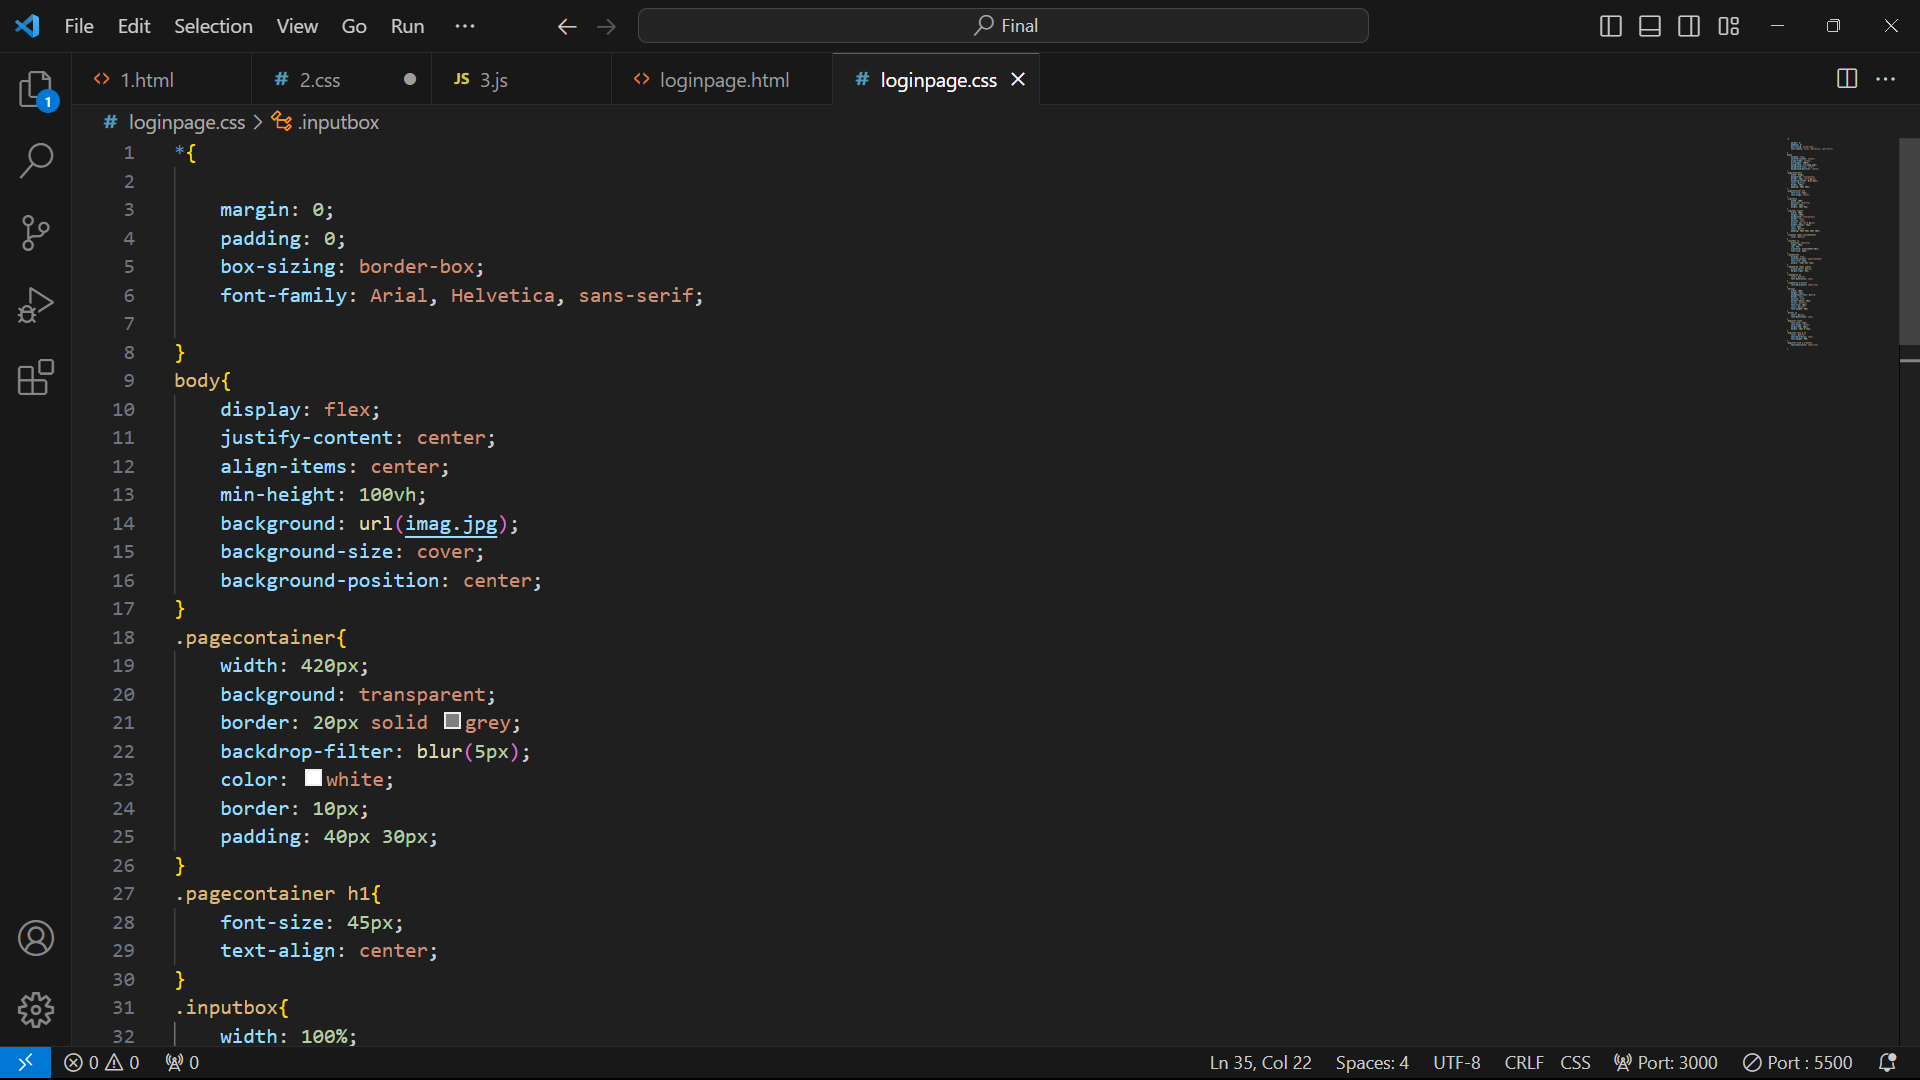 File Edit Selection View Go Run ··· Final
1.html 2.css JS 3.js loginpage.html # loginpage.css
# loginpage.css > .inputbox
1 *{
2
3 margin: 0;
4 padding: 0;
5 box-sizing: border-box;
6 font-family: Arial, Helvetica, sans-serif;
7
8 }
9 body{
10 display: flex;
11 justify-content: center;
12 align-items: center;
13 min-height: 100vh;
14 background: url(imag.jpg);
15 background-size: cover;
16 background-position: center;
17 }
18 .pagecontainer{
19 width: 420px;
20 background: transparent;
21 border: 20px solid grey;
22 backdrop-filter: blur(5px);
23 color: white;
24 border: 10px;
25 padding: 40px 30px;
26 }
27 .pagecontainer h1{
28 font-size: 45px;
29 text-align: center;
30 }
31 .inputbox{
32 width: 100%;
1
0 0 0 Ln 35, Col 22 Spaces: 4 UTF-8 CRLF CSS Port: 3000 Port : 5500